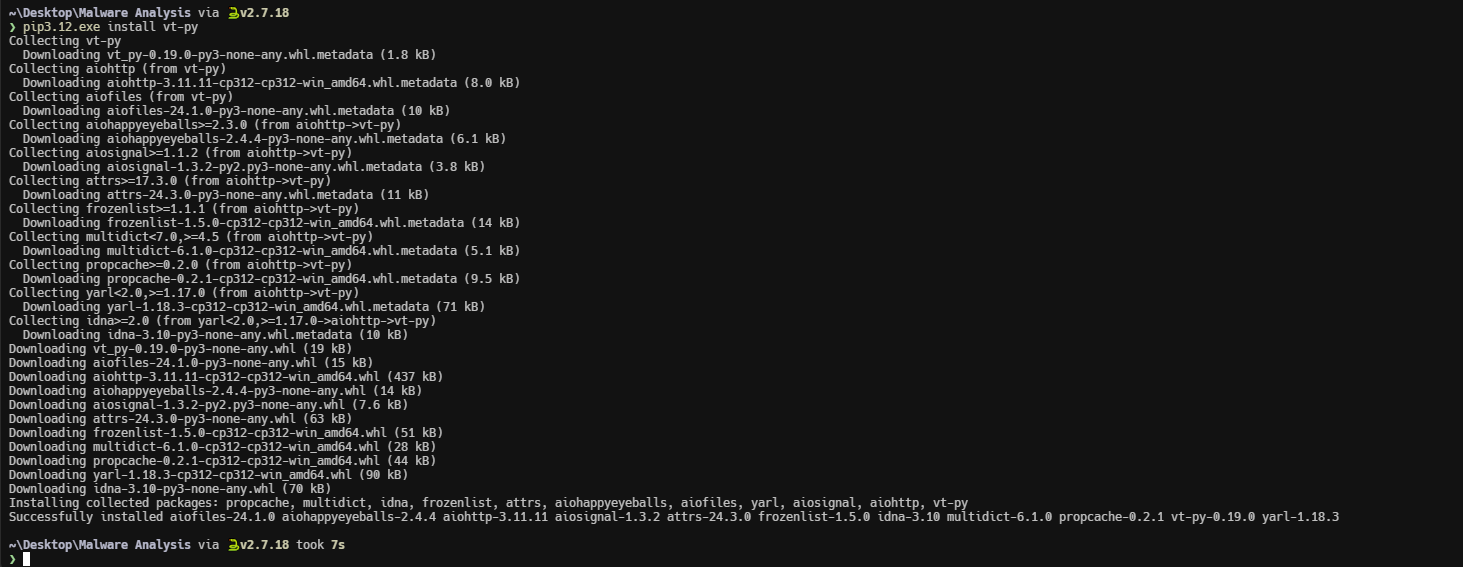 ~\Desktop\Malware Analysis via v2.7.18
❯ pip3.12.exe install vt-py
Collecting vt-py
  Downloading vt_py-0.19.0-py3-none-any.whl.metadata (1.8 kB)
Collecting aiohttp (from vt-py)
  Downloading aiohttp-3.11.11-cp312-cp312-win_amd64.whl.metadata (8.0 kB)
Collecting aiofiles (from vt-py)
  Downloading aiofiles-24.1.0-py3-none-any.whl.metadata (10 kB)
Collecting aiohappyeyeballs>=2.3.0 (from aiohttp->vt-py)
  Downloading aiohappyeyeballs-2.4.4-py3-none-any.whl.metadata (6.1 kB)
Collecting aiosignal>=1.1.2 (from aiohttp->vt-py)
  Downloading aiosignal-1.3.2-py2.py3-none-any.whl.metadata (3.8 kB)
Collecting attrs>=17.3.0 (from aiohttp->vt-py)
  Downloading attrs-24.3.0-py3-none-any.whl.metadata (11 kB)
Collecting frozenlist>=1.1.1 (from aiohttp->vt-py)
  Downloading frozenlist-1.5.0-cp312-cp312-win_amd64.whl.metadata (14 kB)
Collecting multidict<7.0,>=4.5 (from aiohttp->vt-py)
  Downloading multidict-6.1.0-cp312-cp312-win_amd64.whl.metadata (5.1 kB)
Collecting propcache>=0.2.0 (from aiohttp->vt-py)
  Downloading propcache-0.2.1-cp312-cp312-win_amd64.whl.metadata (9.5 kB)
Collecting yarl<2.0,>=1.17.0 (from aiohttp->vt-py)
  Downloading yarl-1.18.3-cp312-cp312-win_amd64.whl.metadata (71 kB)
Collecting idna>=2.0 (from yarl<2.0,>=1.17.0->aiohttp->vt-py)
  Downloading idna-3.10-py3-none-any.whl.metadata (10 kB)
Downloading vt_py-0.19.0-py3-none-any.whl (19 kB)
Downloading aiofiles-24.1.0-py3-none-any.whl (15 kB)
Downloading aiohttp-3.11.11-cp312-cp312-win_amd64.whl (437 kB)
Downloading aiohappyeyeballs-2.4.4-py3-none-any.whl (14 kB)
Downloading aiosignal-1.3.2-py2.py3-none-any.whl (7.6 kB)
Downloading attrs-24.3.0-py3-none-any.whl (63 kB)
Downloading frozenlist-1.5.0-cp312-cp312-win_amd64.whl (51 kB)
Downloading multidict-6.1.0-cp312-cp312-win_amd64.whl (28 kB)
Downloading propcache-0.2.1-cp312-cp312-win_amd64.whl (44 kB)
Downloading yarl-1.18.3-cp312-cp312-win_amd64.whl (90 kB)
Downloading idna-3.10-py3-none-any.whl (70 kB)
Installing collected packages: propcache, multidict, idna, frozenlist, attrs, aiohappyeyeballs, aiofiles, yarl, aiosignal, aiohttp, vt-py
Successfully installed aiofiles-24.1.0 aiohappyeyeballs-2.4.4 aiohttp-3.11.11 aiosignal-1.3.2 attrs-24.3.0 frozenlist-1.5.0 idna-3.10 multidict-6.1.0 propcache-0.2.1 vt-py-0.19.0 yarl-1.18.3
~\Desktop\Malware Analysis via v2.7.18 took 7s
❯